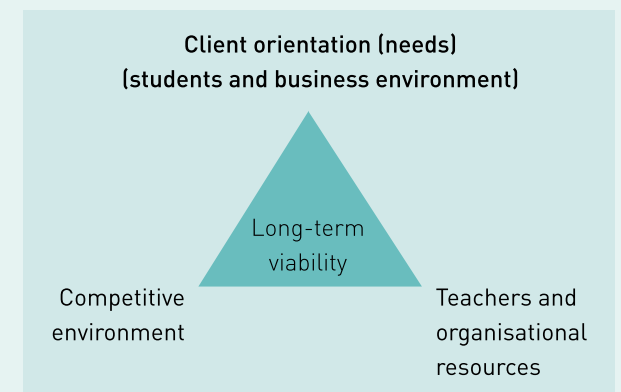 Client orientation (needs)
(students and business environment)
Long-term
viability
Competitive
environment
Teachers and
organisational
resources